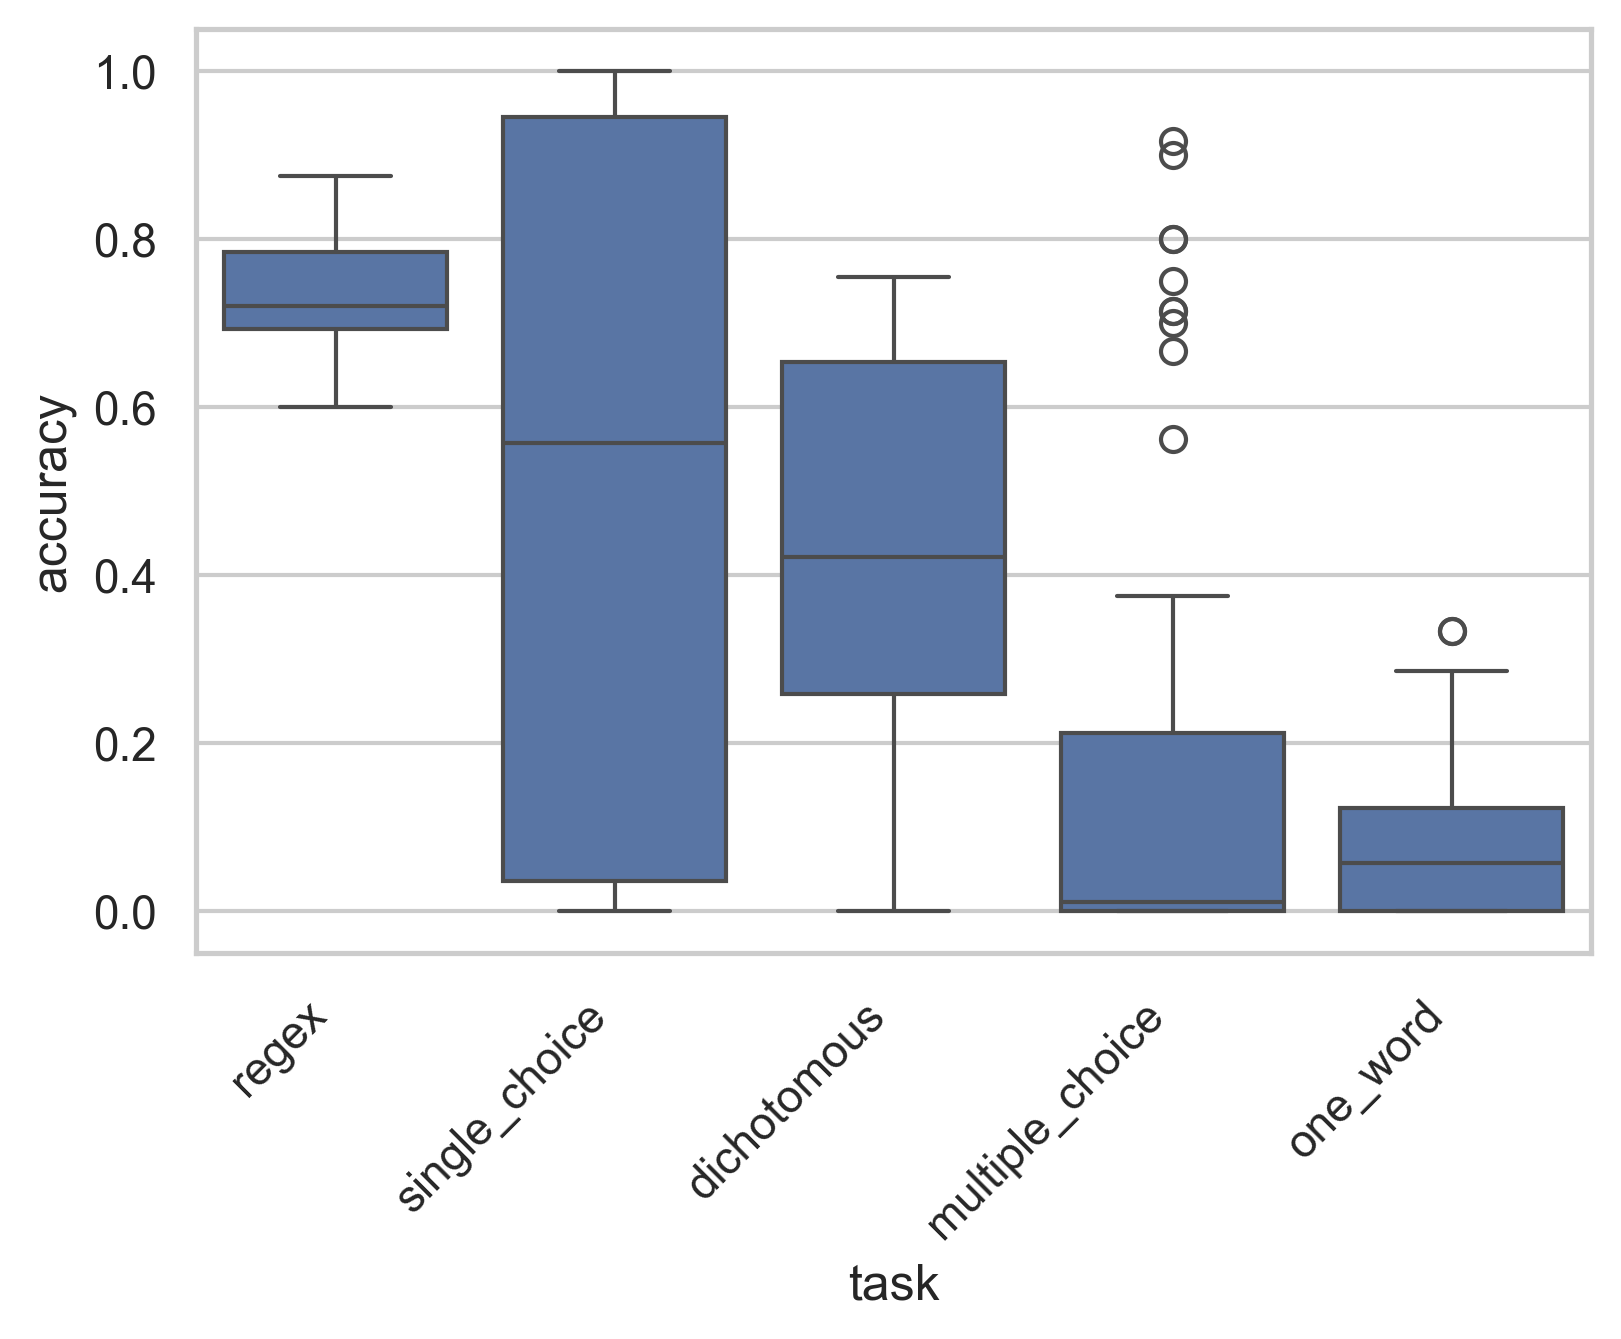 1.0
0.8
0.6
0.4
0.2
0.0
accuracy
regex
single_choice
dichotomous
multiple_choice
one_word
task